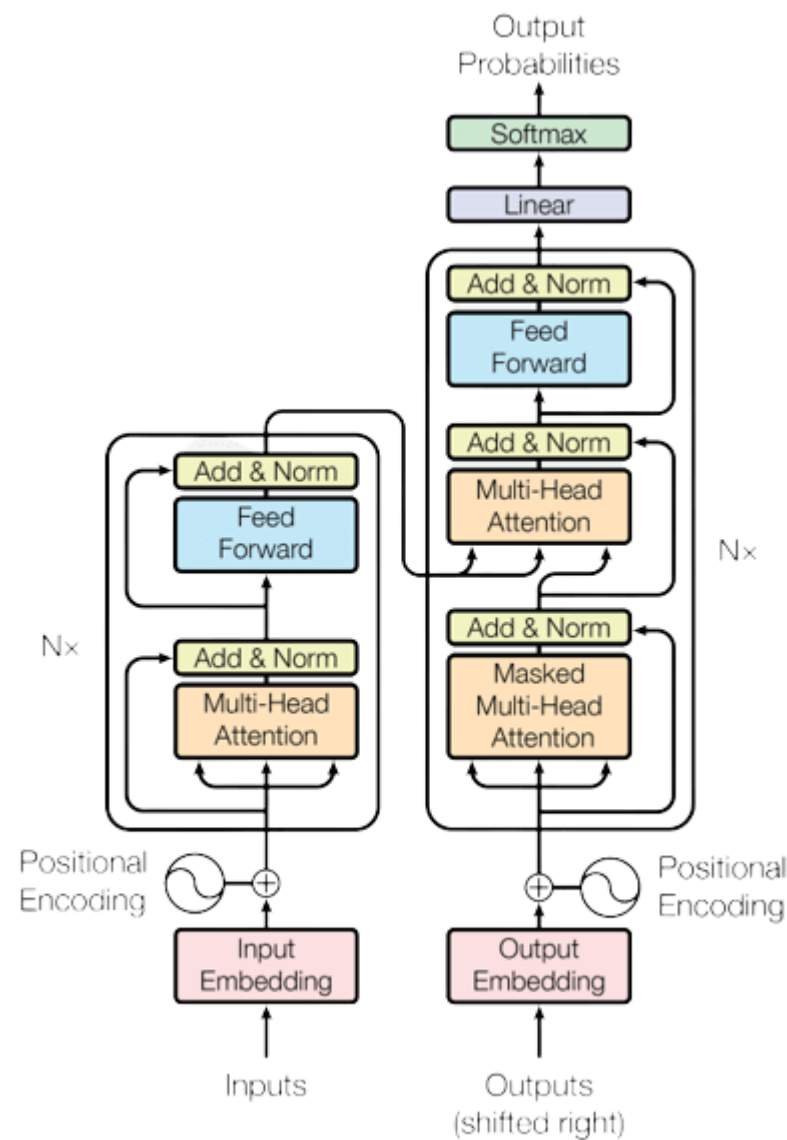 Output
Probabilities
Softmax
Linear
Add & Norm
Feed
Forward
Add & Norm
Multi-Head
Attention
Add & Norm
Masked
Multi-Head
Attention
Nx
Add & Norm
Feed
Forward
Add & Norm
Multi-Head
Attention
Nx
Positional
Encoding
Positional
Encoding
Input
Embedding
Output
Embedding
Inputs
Outputs
(shifted right)